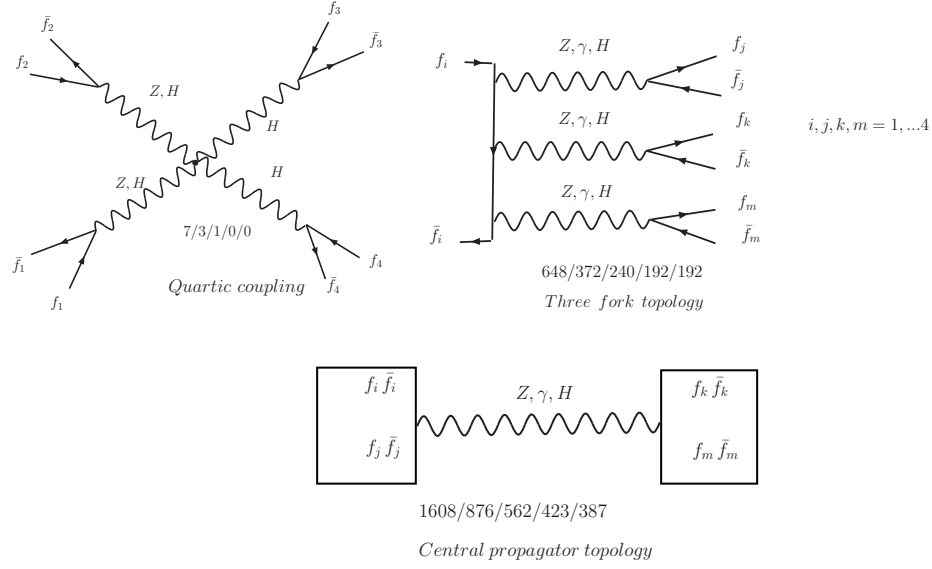 f̄₂
f₂
Z, H
f₃
f̄₃
H
Z, H
H
f̄₁
f₁
7/3/1/0/0
f₄
f̄₄
Quartic coupling
fᵢ
Z, γ, H
fⱼ
f̄ⱼ
Z, γ, H
fₖ
f̄ₖ
Z, γ, H
fₘ
f̄ₘ
f̄ᵢ
648/372/240/192/192
Three fork topology
i, j, k, m = 1, ...4
fᵢ f̄ᵢ
fⱼ f̄ⱼ
Z, γ, H
fₖ f̄ₖ
fₘ f̄ₘ
1608/876/562/423/387
Central propagator topology